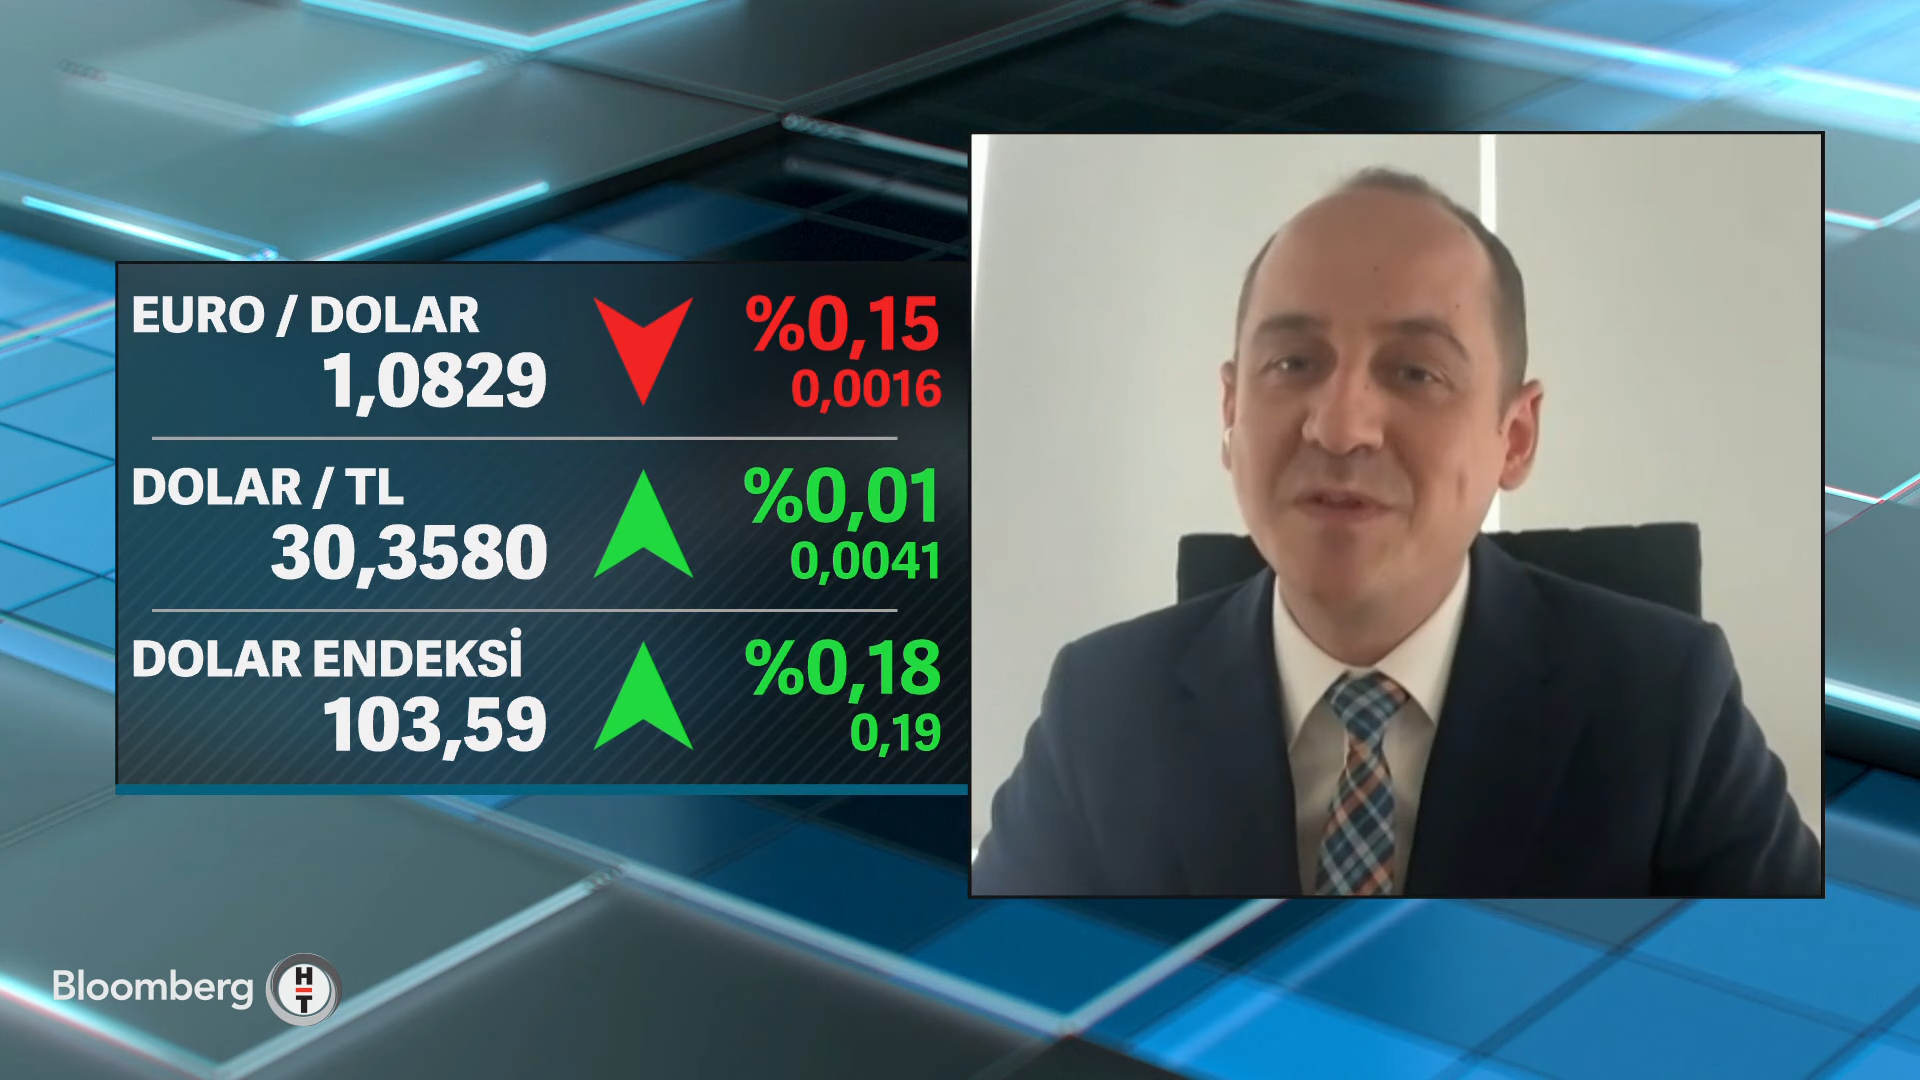 EURO / DOLAR
1,0829
%0,15
0,0016
DOLAR / TL
30,3580
%0,01
0,0041
DOLAR ENDEKSİ
103,59
%0,18
0,19
Bloomberg HT